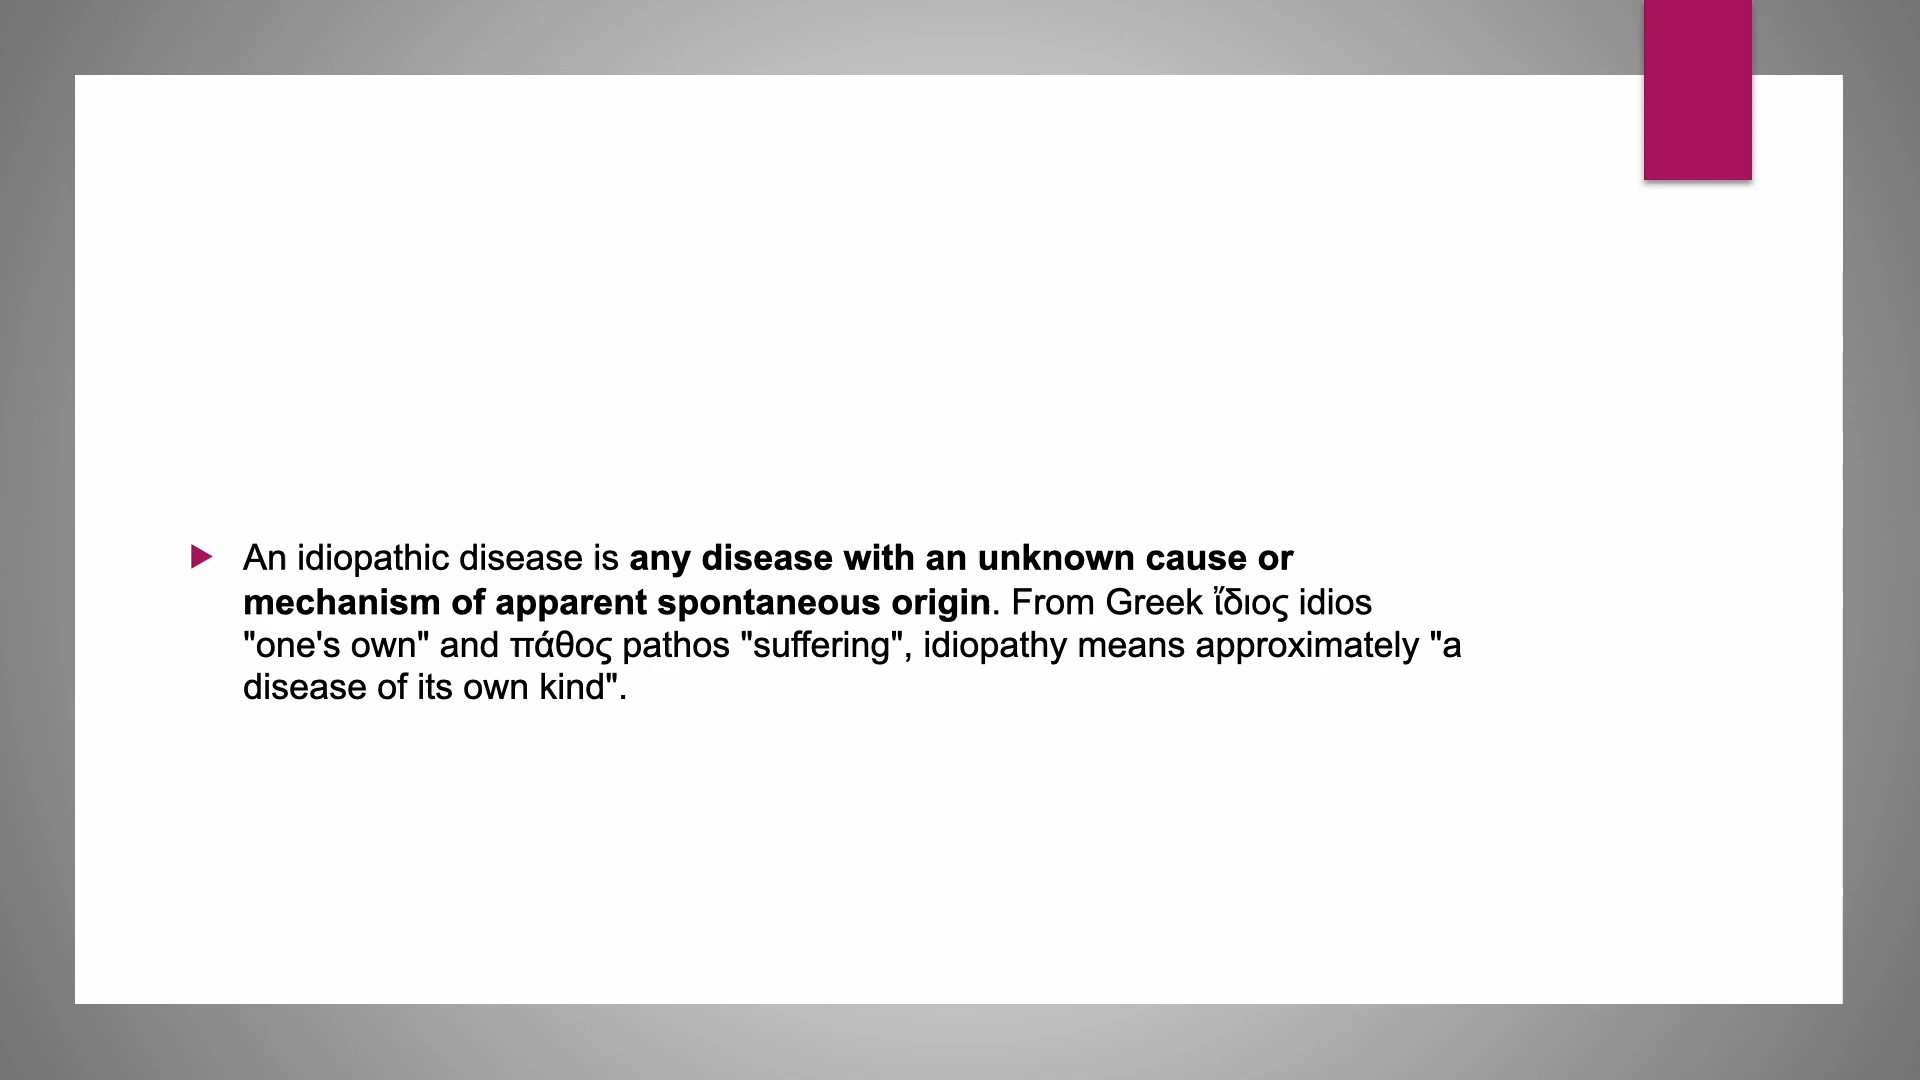 An idiopathic disease is any disease with an unknown cause or
mechanism of apparent spontaneous origin. From Greek ἴδιος idios
"one's own" and πάθος pathos "suffering", idiopathy means approximately "a
disease of its own kind".